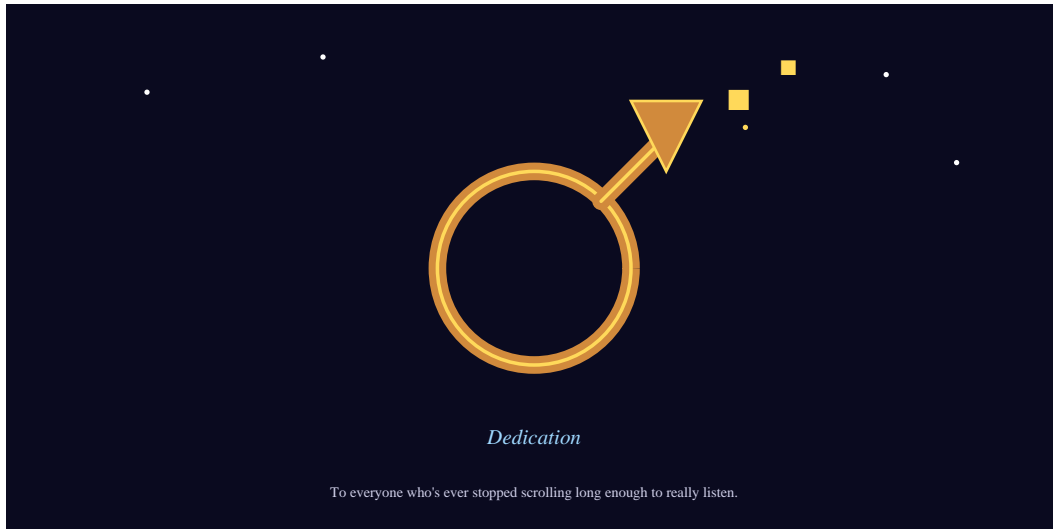 Dedication
To everyone who's ever stopped scrolling long enough to really listen.